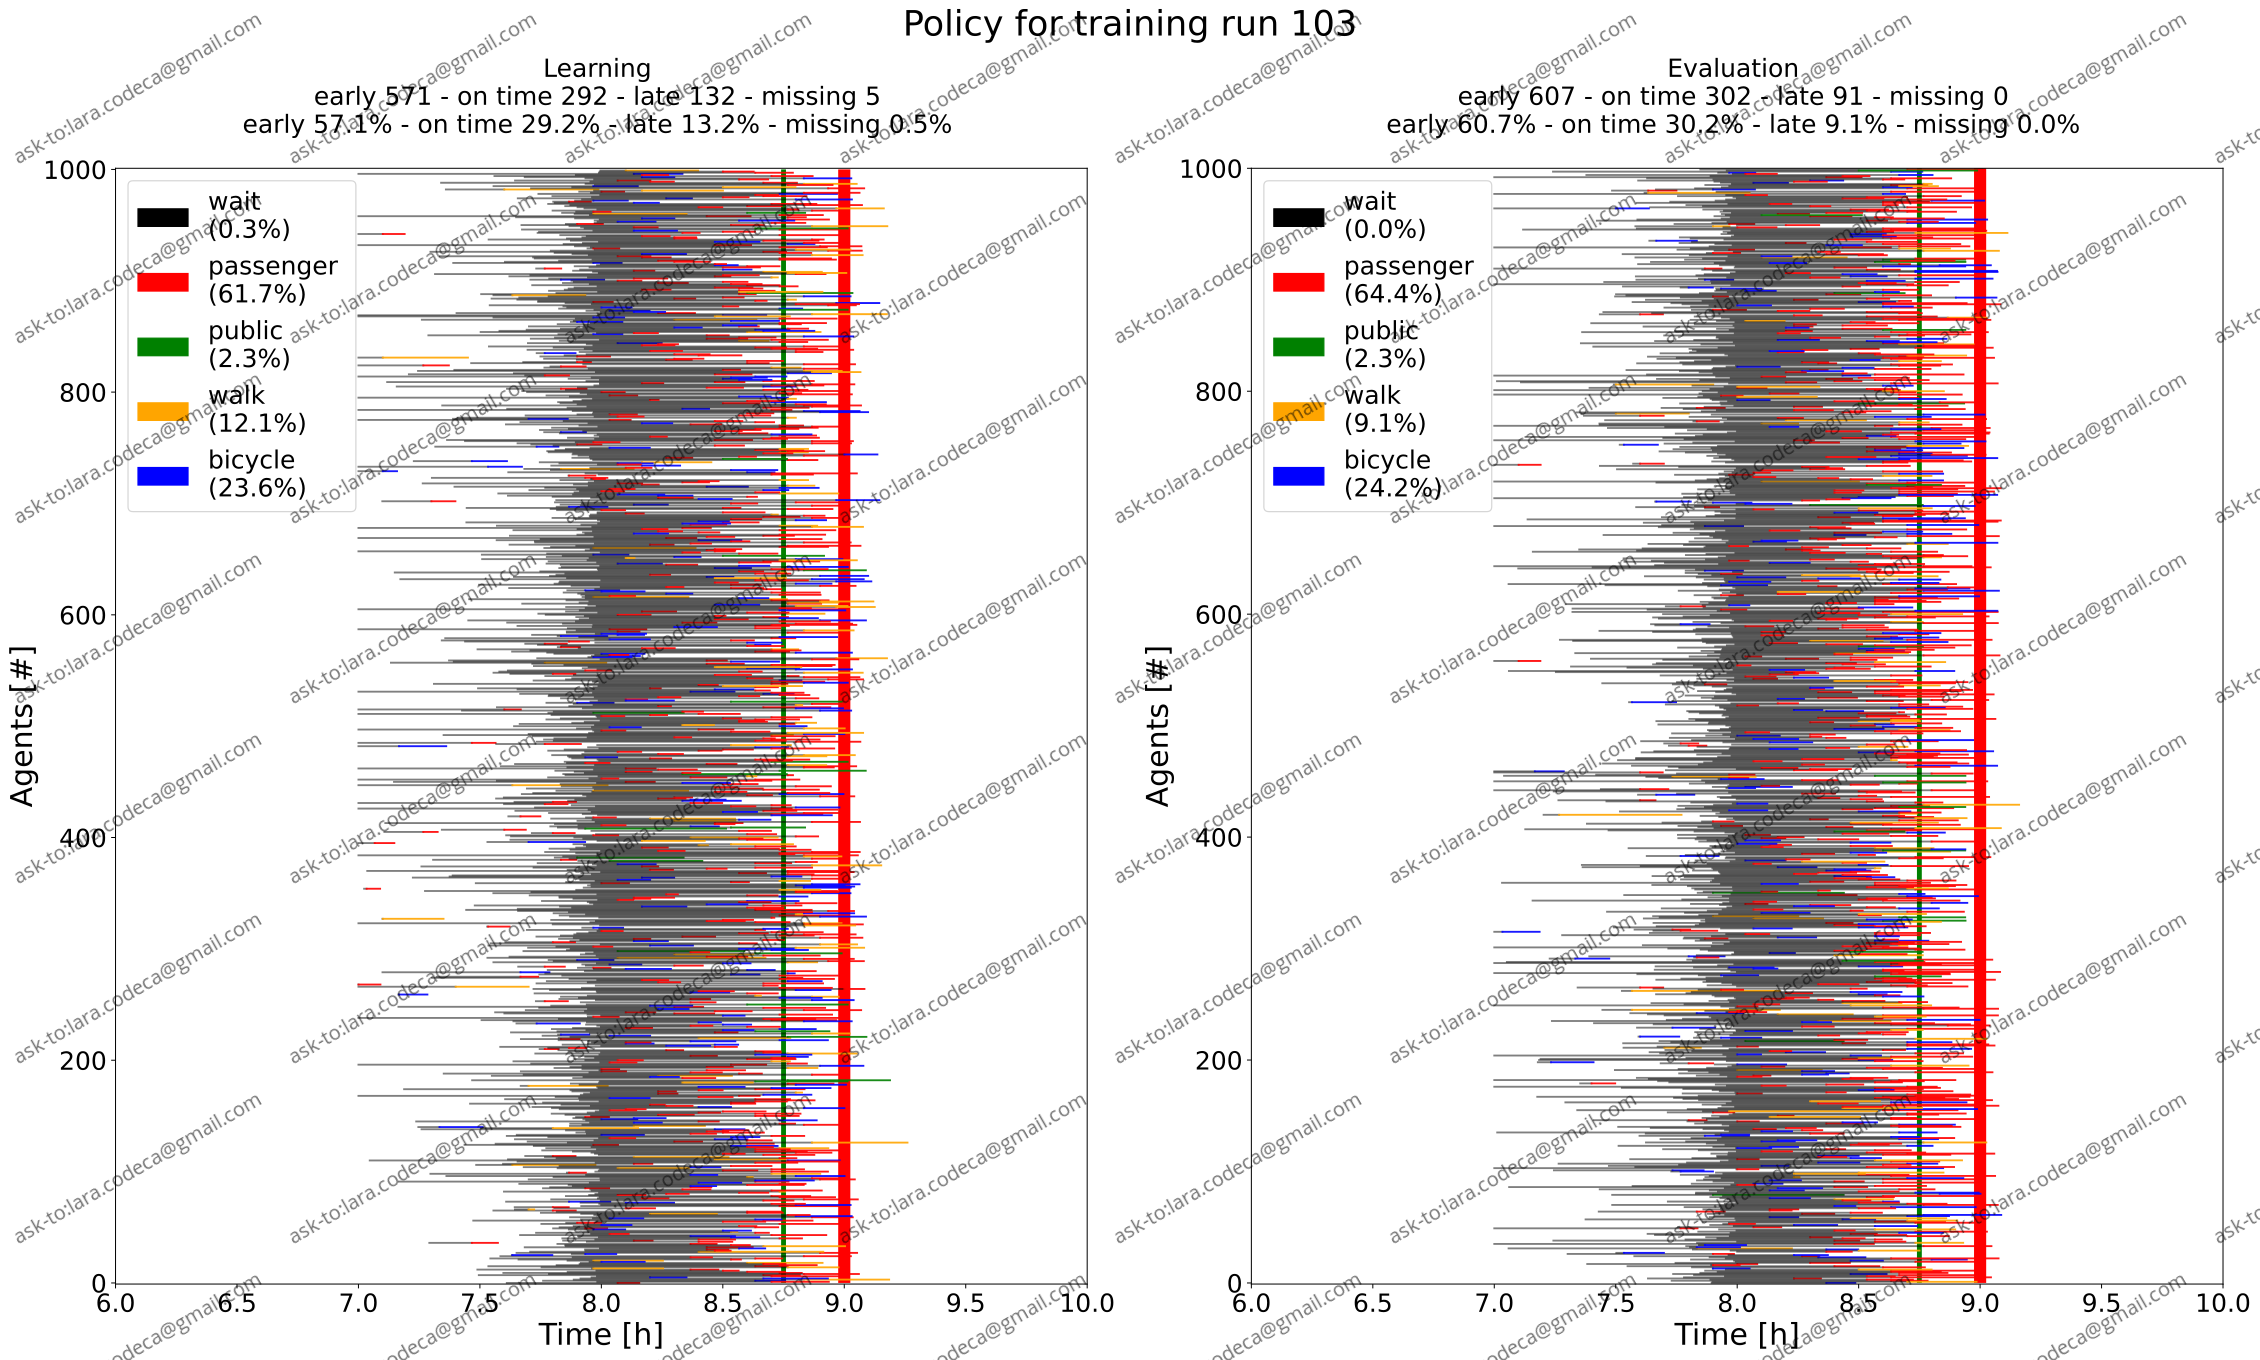 Policy for training run 103
Learning
early 571 - on time 292 - late 132 - missing 5
early 57.1% - on time 29.2% - late 13.2% - missing 0.5%
Evaluation
early 607 - on time 302 - late 91 - missing 0
early 60.7% - on time 30.2% - late 9.1% - missing 0.0%
wait
(0.3%)
passenger
(61.7%)
public
(2.3%)
walk
(12.1%)
bicycle
(23.6%)
wait
(0.0%)
passenger
(64.4%)
public
(2.3%)
walk
(9.1%)
bicycle
(24.2%)
Agents [#]
1000
800
600
400
200
0
6.0 6.5 7.0 7.5 8.0 8.5 9.0 9.5 10.0
Time [h]
Agents [#]
1000
800
600
400
200
0
6.0 6.5 7.0 7.5 8.0 8.5 9.0 9.5 10.0
Time [h]
ask-to:lara.codeca@gmail.com